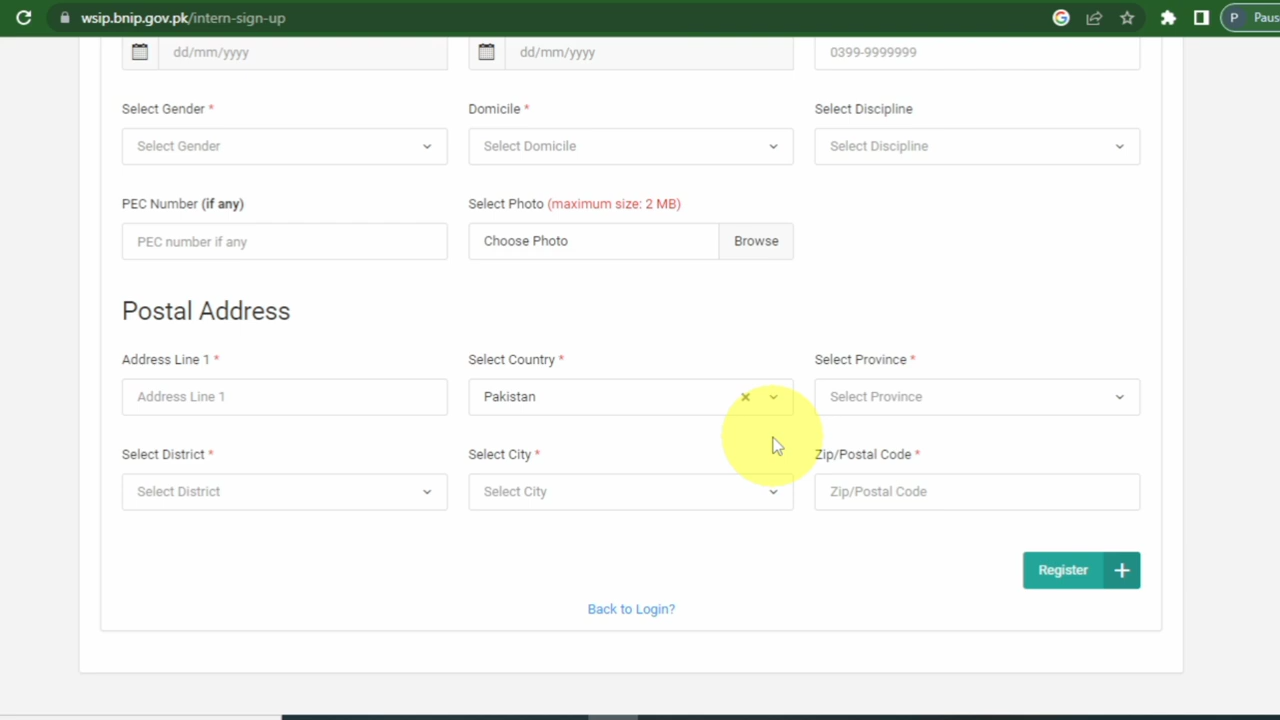 wsip.bnip.gov.pk/intern-sign-up
P Paus
dd/mm/yyyy dd/mm/yyyy 0399-9999999
Select Gender * Domile * Select Discipline
Select Gender Select Domicile Select Discipline
PEC Number (if any) Select Photo (maximum size: 2 MB)
PEC number if any Choose Photo Browse
Postal Address
Address Line 1 * Select Country * Select Province *
Address Line 1 Pakistan × Select Province
Select District * Select City * Zip/Postal Code *
Select District Select City Zip/Postal Code
Register +
Back to Login?